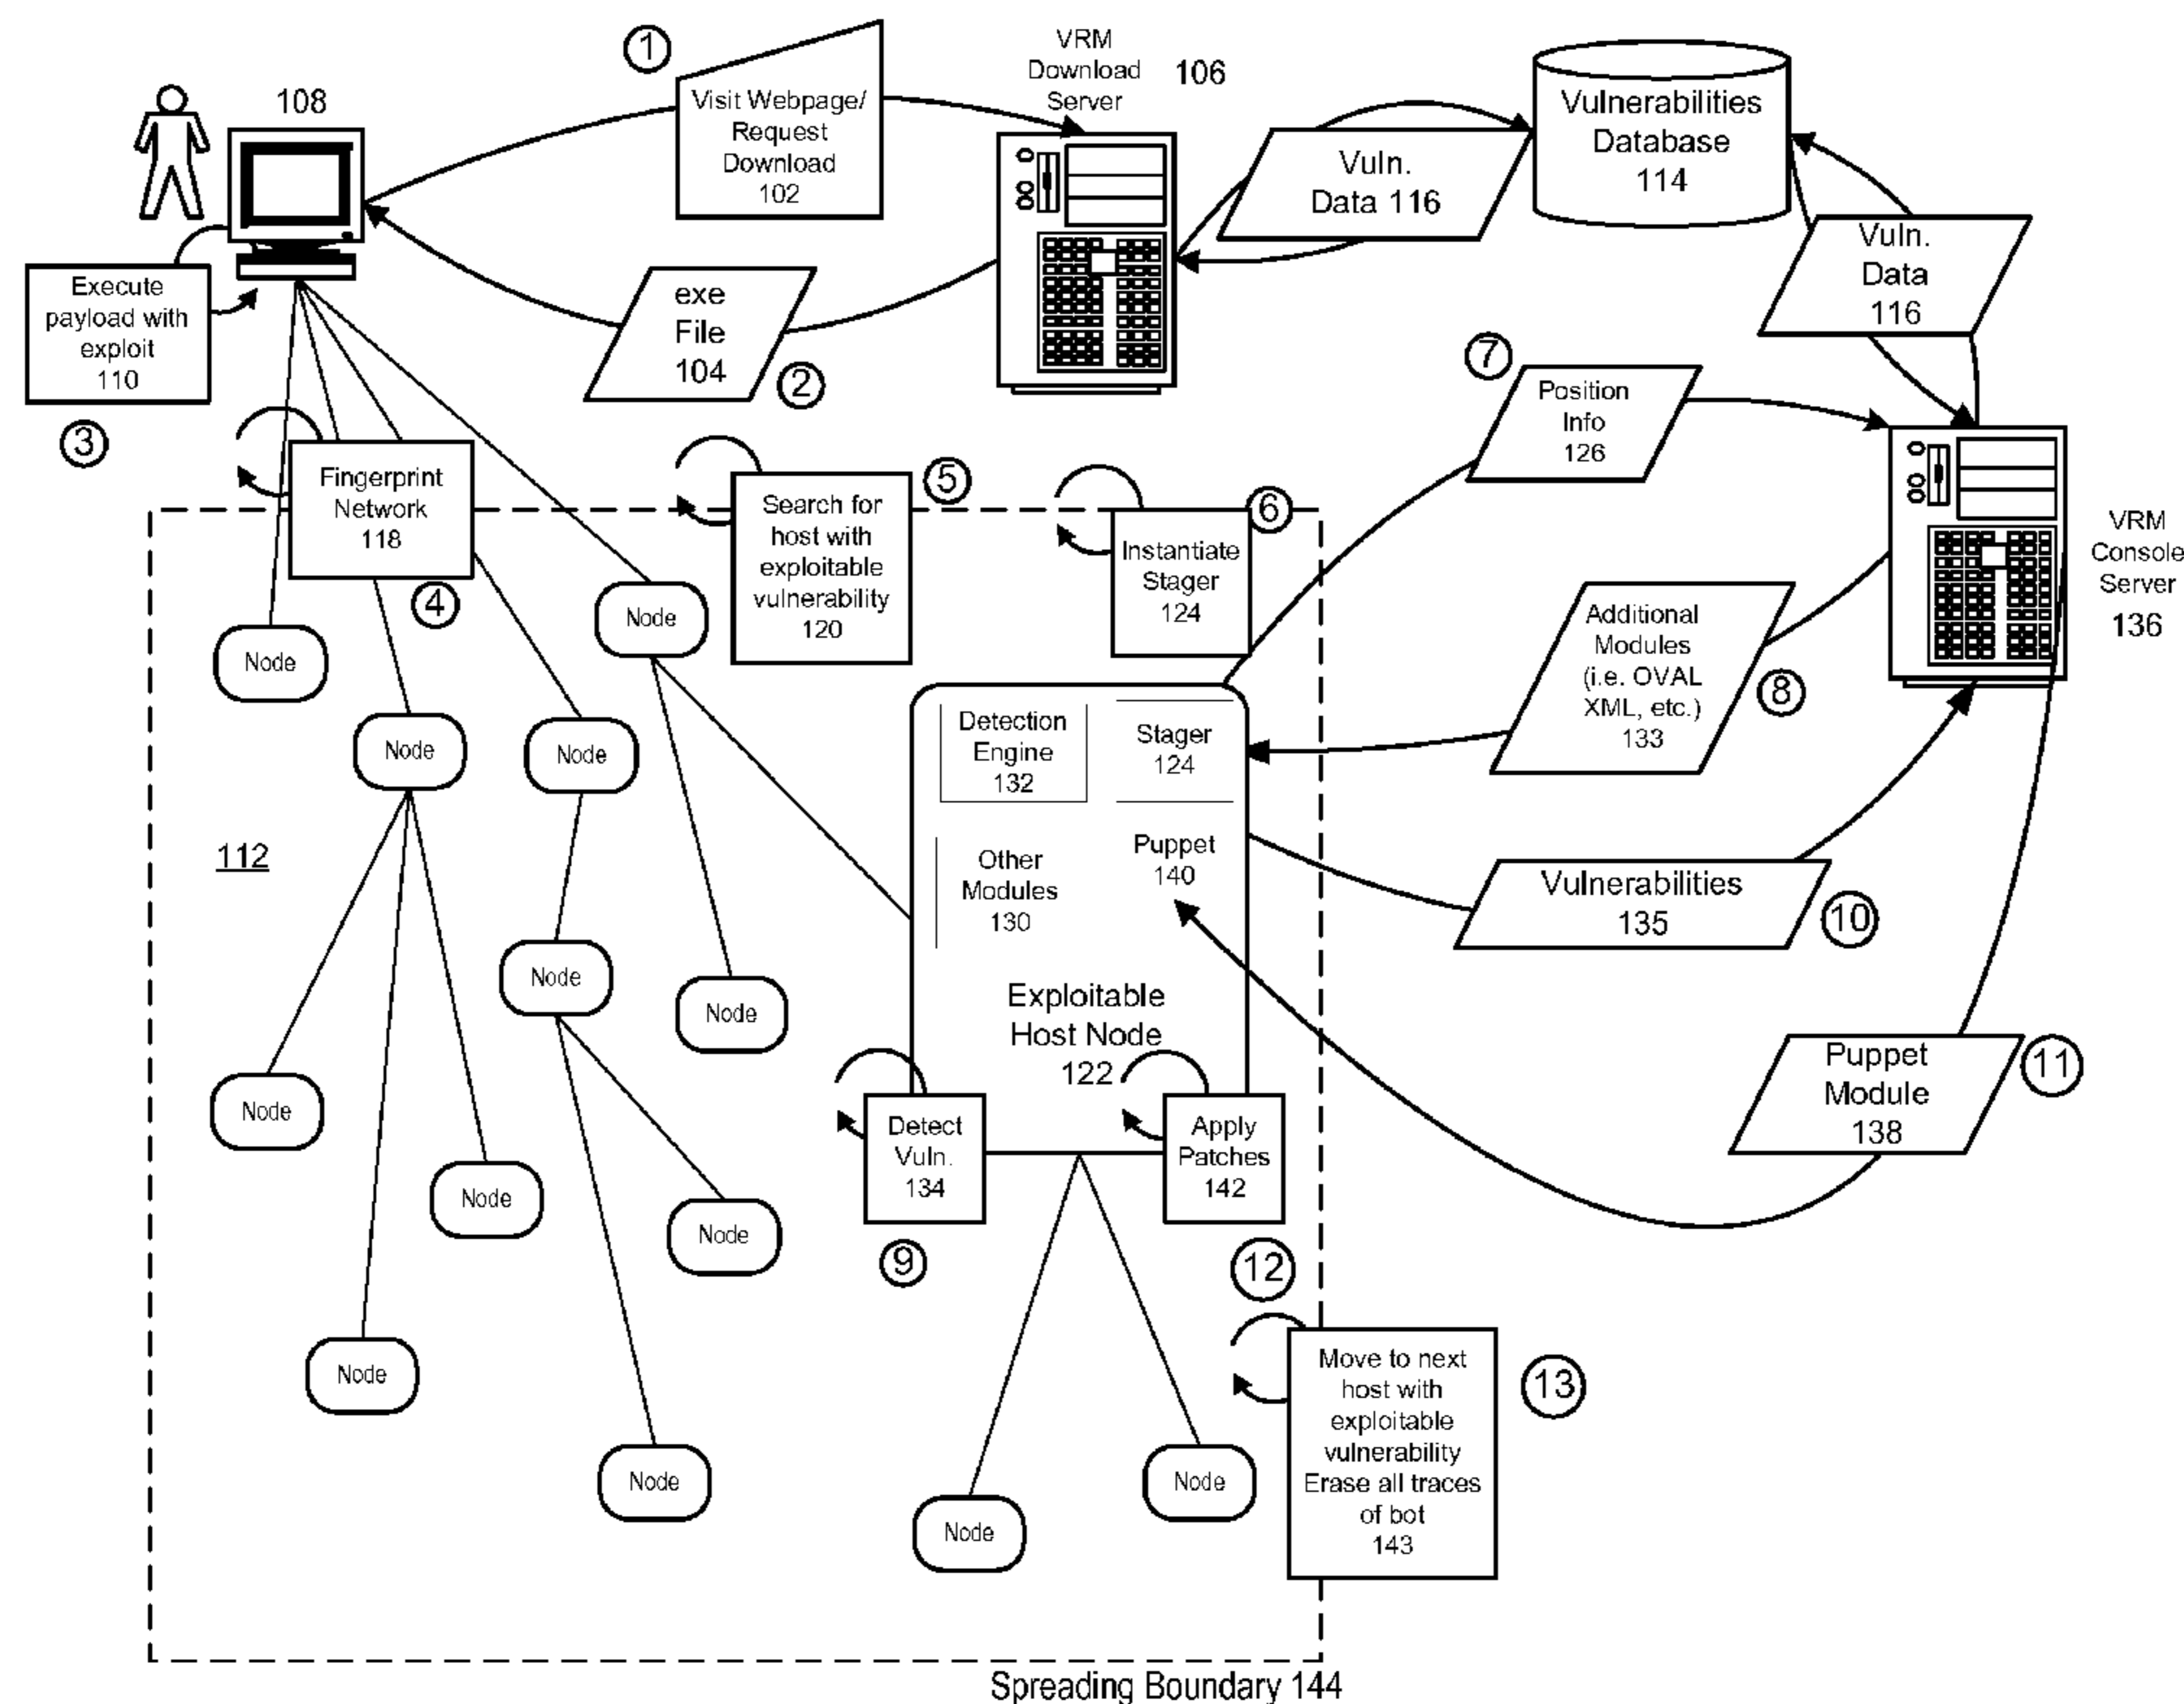 1
Visit Webpage/
Request
Download
102
108
VRM
Download
Server
106
Vulnerabilities
Database
114
Vuln.
Data 116
Vuln.
Data
116
Execute
payload with
exploit
110
3
exe
File
104
2
7
Position
Info
126
VRM
Console
Server
136
Fingerprint
Network
118
4
Search for
host with
exploitable
vulnerability
120
5
Instantiate
Stager
124
6
Additional
Modules
(i.e. OVAL
XML, etc.)
133
8
Node
Node
Node
Node
Detection
Engine
132
Stager
124
112
Other
Modules
130
Puppet
140
Vulnerabilities
135
10
Node
Node
Exploitable
Host Node
122
Puppet
Module
138
11
Node
Node
Node
Detect
Vuln.
134
9
Apply
Patches
142
12
Node
Node
Node
Node
Move to next
host with
exploitable
vulnerability
Erase all traces
of bot
143
13
Spreading Boundary 144